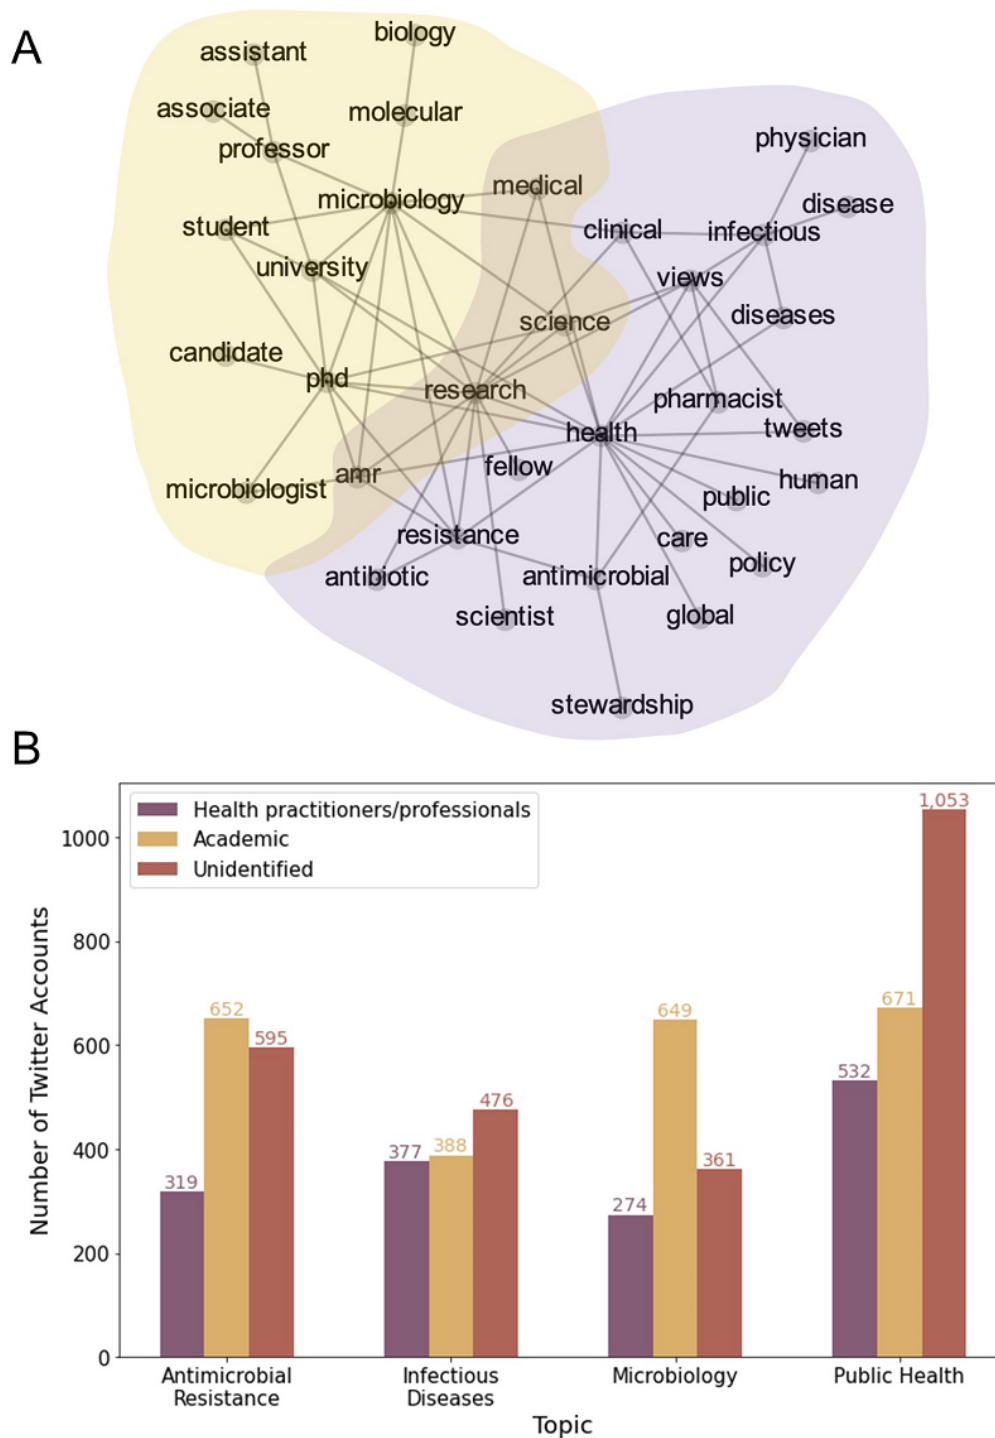 A
biology
assistant
associate
molecular
professor
physician
microbiology
medical
disease
student
clinical
infectious
university
views
diseases
science
candidate
phd
research
pharmacist
health
tweets
fellow
amr
human
microbiologist
public
resistance
care
policy
antibiotic
antimicrobial
scientist
global
stewardship
B
Health practitioners/professionals
Academic
Unidentified
Number of Twitter Accounts
1000
800
600
400
200
0
319
652
595
377
388
476
274
649
361
532
671
1,053
Antimicrobial
Resistance
Infectious
Diseases
Microbiology
Public Health
Topic